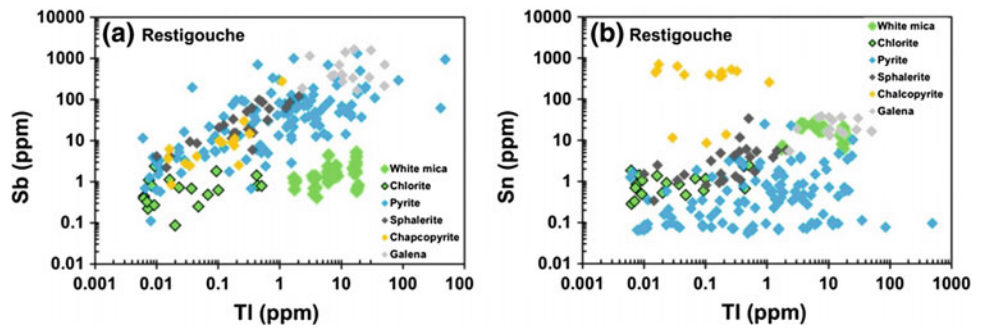 (a) Restigouche
Sb (ppm)
10000
1000
100
10
1
0.1
0.01
White mica
Chlorite
Pyrite
Sphalerite
Chapcopyrite
Galena
0.001 0.01 0.1 1 10 100
Tl (ppm)
(b) Restigouche
Sn (ppm)
10000
1000
100
10
1
0.1
0.01
White mica
Chlorite
Pyrite
Sphalerite
Chalcopyrite
Galena
0.001 0.01 0.1 1 10 100 1000
Tl (ppm)